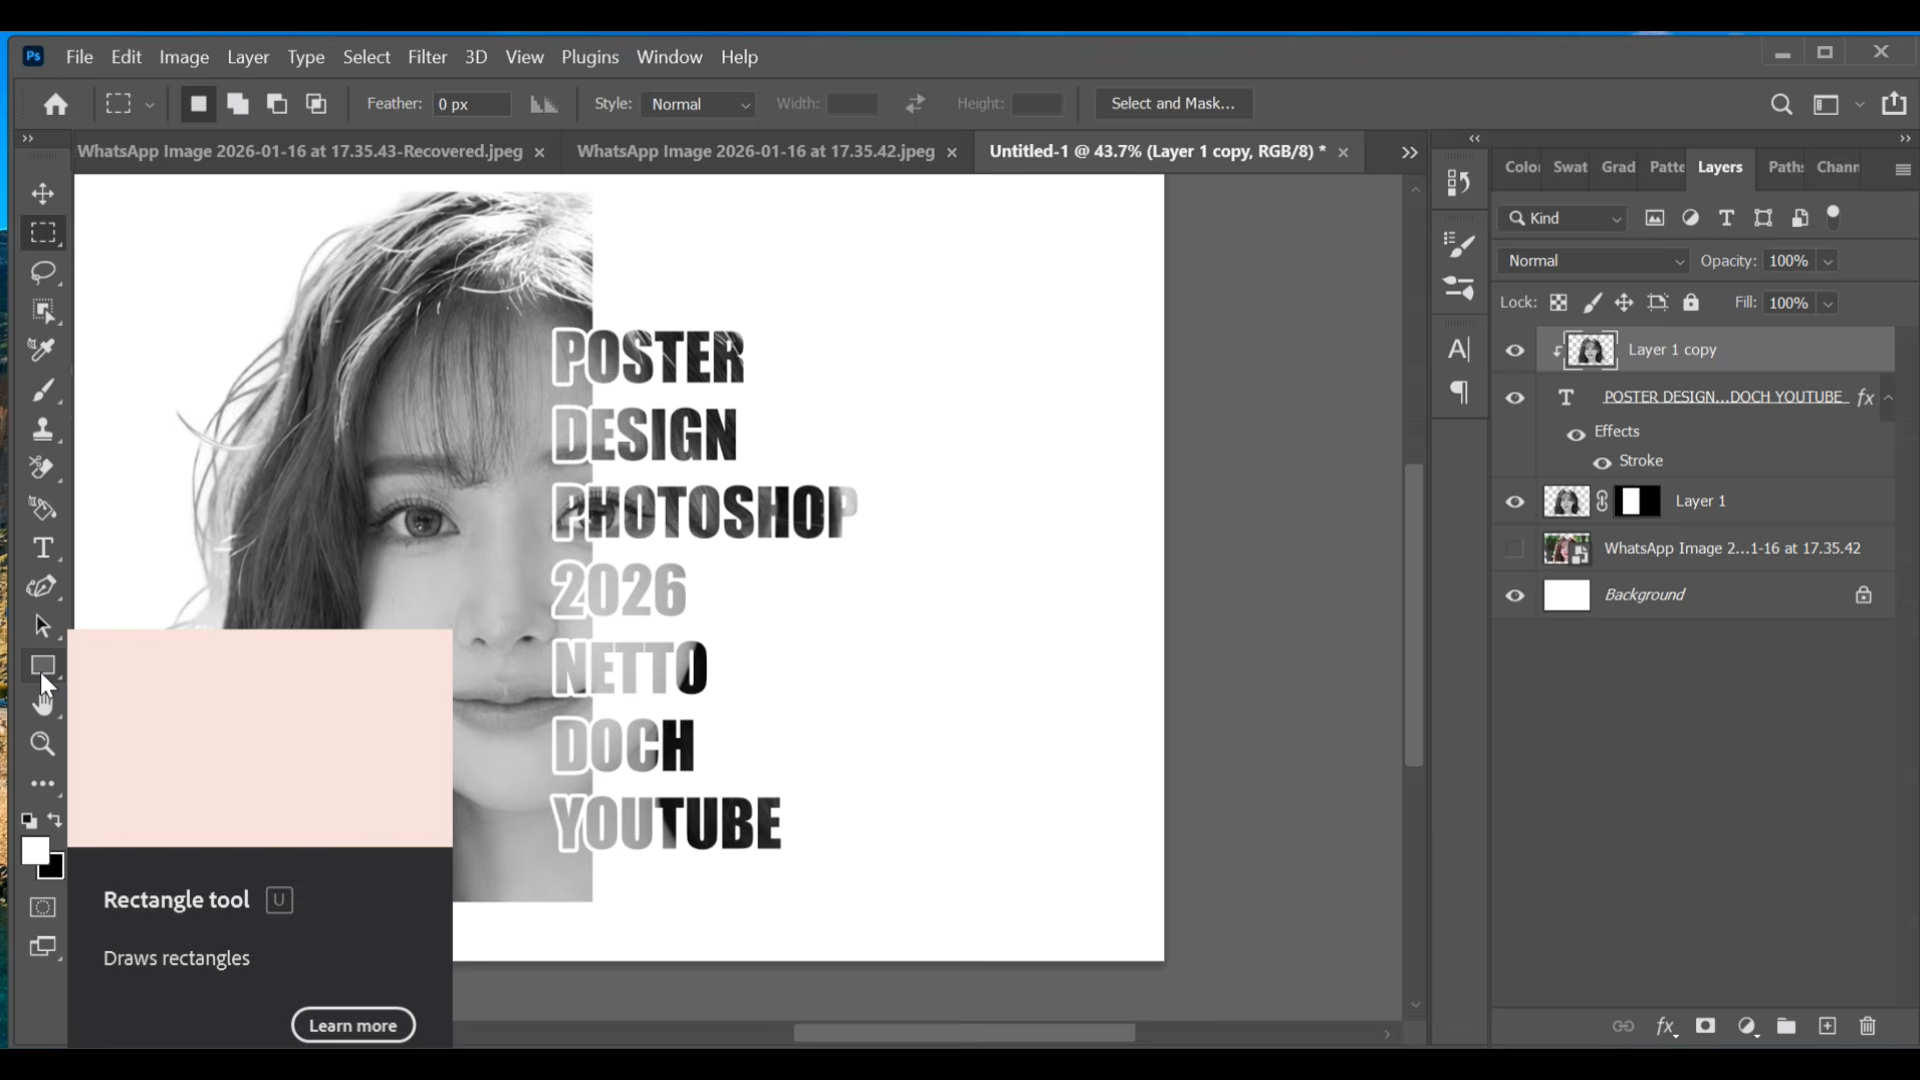 Ps File Edit Image Layer Type Select Filter 3D View Plugins Window Help
Feather: 0 px Style: Normal Width: Height: Select and Mask...
WhatsApp Image 2026-01-16 at 17.35.43-Recovered.jpeg × WhatsApp Image 2026-01-16 at 17.35.42.jpeg × Untitled-1 @ 43.7% (Layer 1 copy, RGB/8) * ×
Color Swat Grad Patte Layers Paths Chann
Kind
Normal Opacity: 100%
Lock: Fill: 100%
Layer 1 copy
T POSTER DESIGN...DOCH YOUTUBE fx
Effects
Stroke
Layer 1
WhatsApp Image 2...1-16 at 17.35.42
Background
POSTER
DESIGN
PHOTOSHOP
2026
NETTO
DOCH
YOUTUBE
Rectangle tool U
Draws rectangles
Learn more
fx